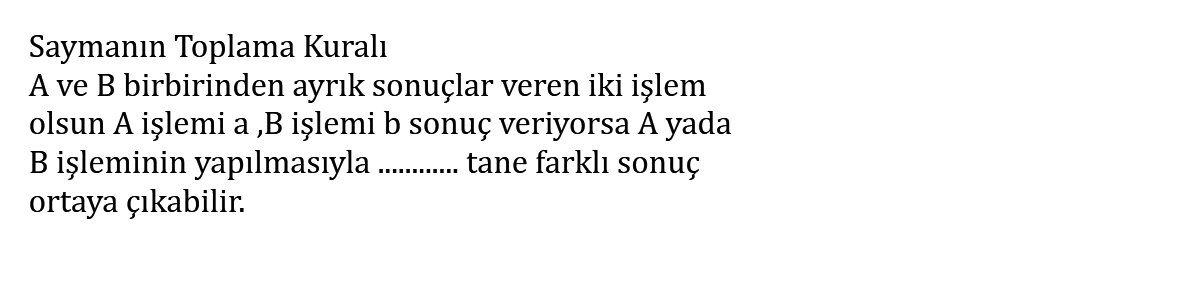 Saymanın Toplama Kuralı
A ve B birbirinden ayrık sonuçlar veren iki işlem
olsun A işlemi a ,B işlemi b sonuç veriyorsa A yada
B işleminin yapılmasıyla ............ tane farklı sonuç
ortaya çıkabilir.